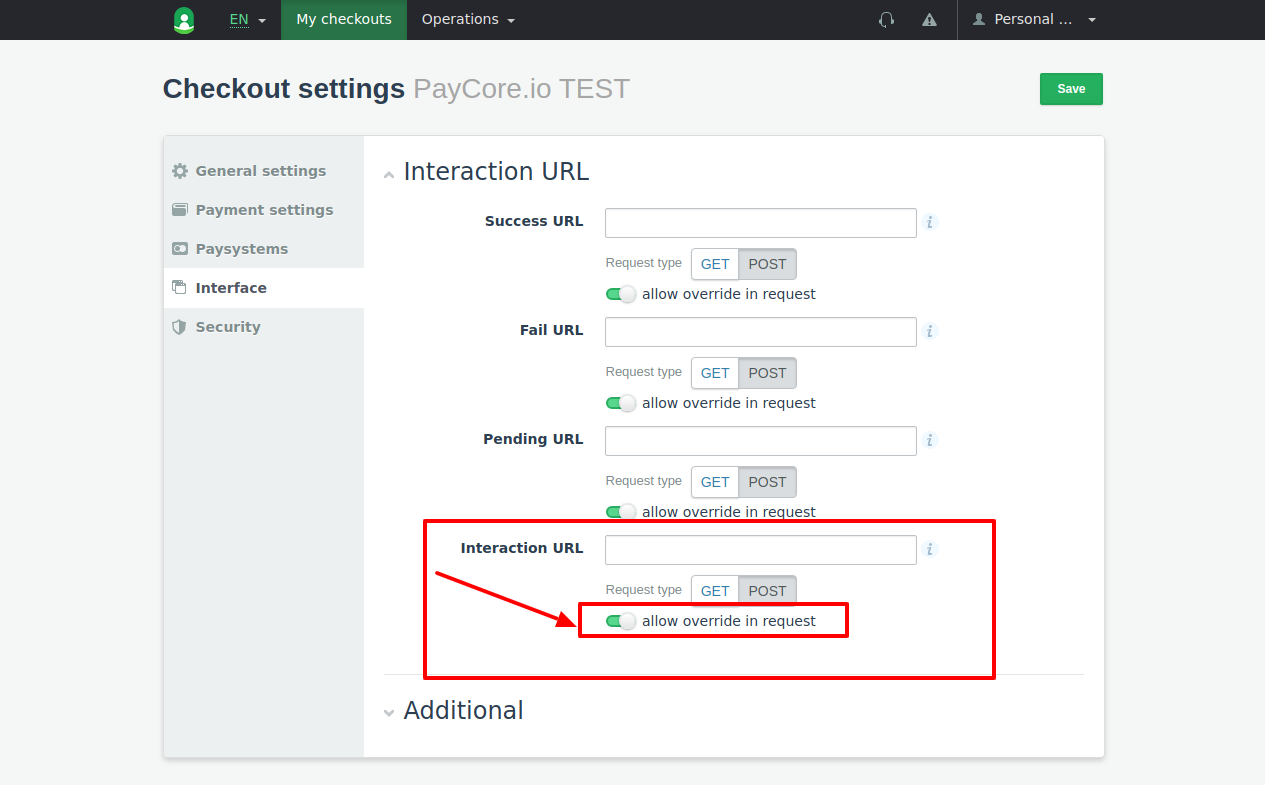 EN My checkouts Operations Personal ...
Checkout settings PayCore.io TEST
Save
General settings
Payment settings
Paysystems
Interface
Security
Interaction URL
Success URL
Request type GET POST
allow override in request
Fail URL
Request type GET POST
allow override in request
Pending URL
Request type GET POST
allow override in request
Interaction URL
Request type GET POST
allow override in request
Additional